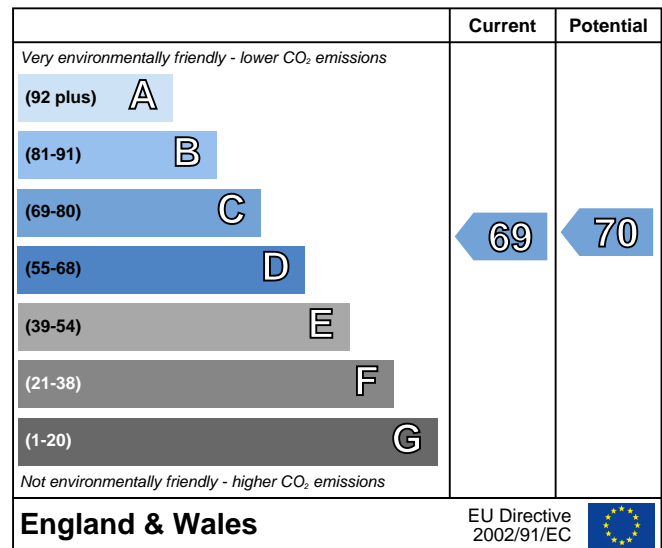 Current Potential
Very environmentally friendly - lower CO₂ emissions
(92 plus) A
(81-91) B
(69-80) C
69 70
(55-68) D
(39-54) E
(21-38) F
(1-20) G
Not environmentally friendly - higher CO₂ emissions
England & Wales
EU Directive
2002/91/EC